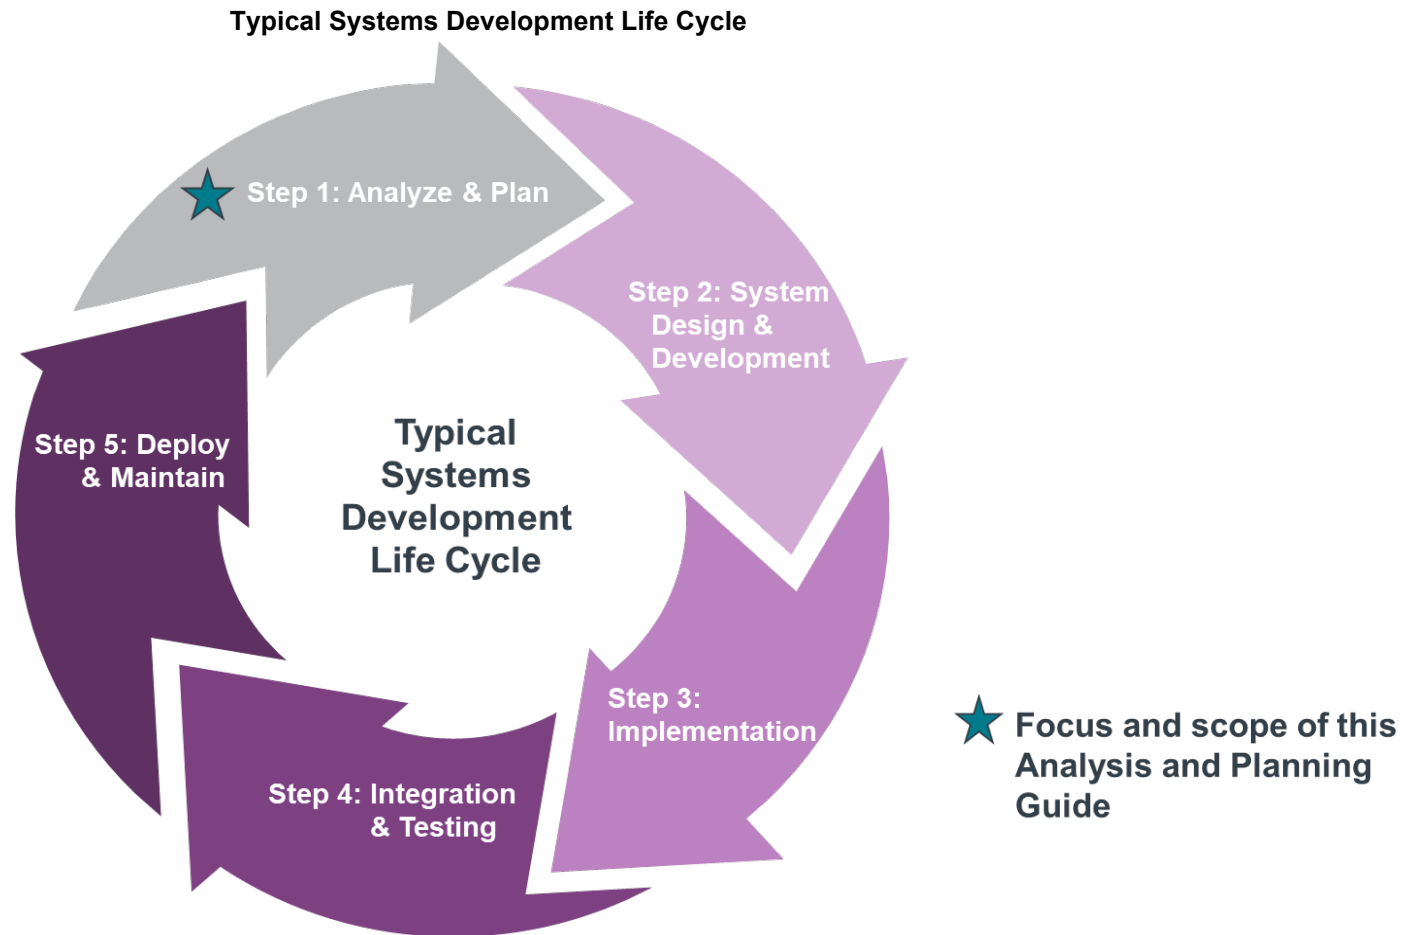 Typical Systems Development Life Cycle
Step 1: Analyze & Plan
Step 2: System
Design &
Development
Step 3:
Implementation
Step 4: Integration
& Testing
Step 5: Deploy
& Maintain
Typical
Systems
Development
Life Cycle
Focus and scope of this
Analysis and Planning
Guide